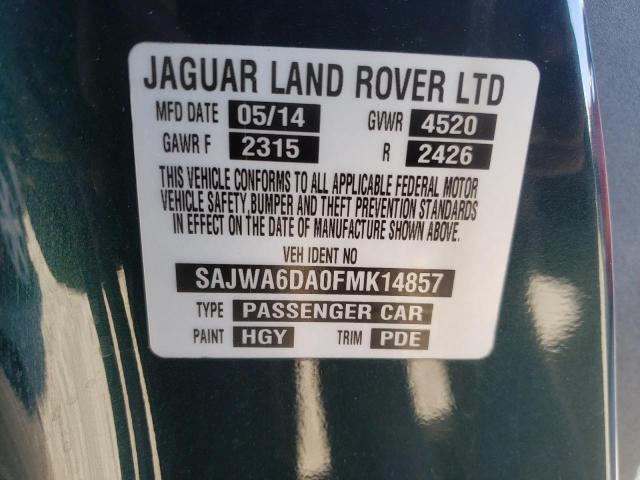 JAGUAR LAND ROVER LTD
MFD DATE 05/14 GVWR 4520
GAWR F 2315 R 2426
THIS VEHICLE CONFORMS TO ALL APPLICABLE FEDERAL MOTOR
VEHICLE SAFETY.BUMPER AND THEFT PREVENTION STANDARDS
IN EFFECT ON THE DATE OF MANUFACTURE SHOWN ABOVE.
VEH IDENT NO
SAJWA6DA0FMK14857
TYPE PASSENGER CAR
PAINT HGY TRIM PDE